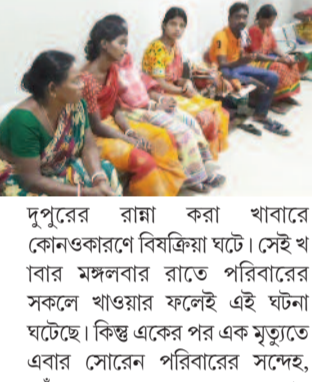 দুপুরের রান্না করা খাবারে
কোনওকারণে বিষক্রিয়া ঘটে। সেই খ
াবার মঙ্গলবার রাতে পরিবারের
সকলে খাওয়ার ফলেই এই ঘটনা
ঘটেছে। কিন্তু একের পর এক মৃত্যুতে
এবার সোরেন পরিবারের সন্দেহ,